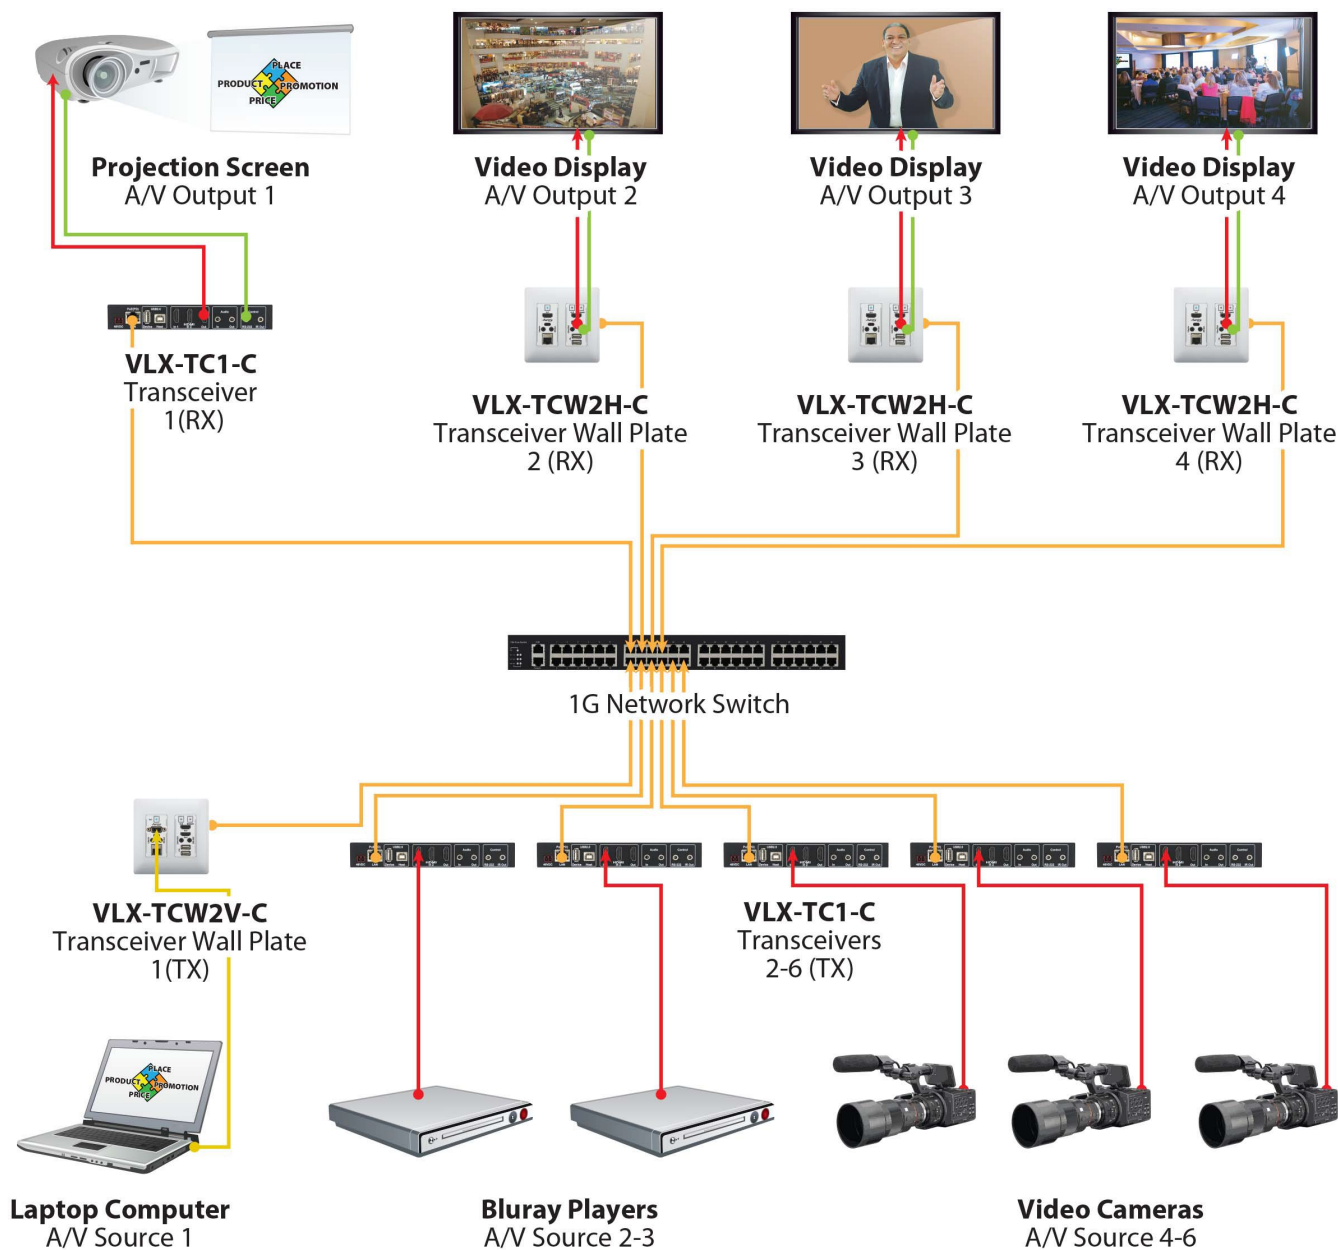 PLACE
PRODUCT PROMOTION
PRICE
Projection Screen
A/V Output 1
Video Display
A/V Output 2
Video Display
A/V Output 3
Video Display
A/V Output 4
VLX-TC1-C
Transceiver
1(RX)
VLX-TCW2H-C
Transceiver Wall Plate
2 (RX)
VLX-TCW2H-C
Transceiver Wall Plate
3 (RX)
VLX-TCW2H-C
Transceiver Wall Plate
4 (RX)
1G Network Switch
VLX-TCW2V-C
Transceiver Wall Plate
1(TX)
VLX-TC1-C
Transceivers
2-6 (TX)
PLACE
PRODUCT PROMOTION
PRICE
Laptop Computer
A/V Source 1
Bluray Players
A/V Source 2-3
Video Cameras
A/V Source 4-6